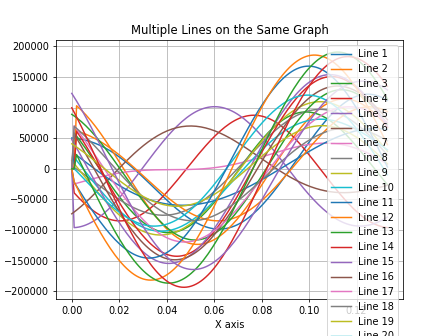 Multiple Lines on the Same Graph
200000
150000
100000
50000
0
−50000
−100000
−150000
−200000
0.00
0.02
0.04
0.06
0.08
0.10
X axis
Line 1
Line 2
Line 3
Line 4
Line 5
Line 6
Line 7
Line 8
Line 9
Line 10
Line 11
Line 12
Line 13
Line 14
Line 15
Line 16
Line 17
Line 18
Line 19
Line 20